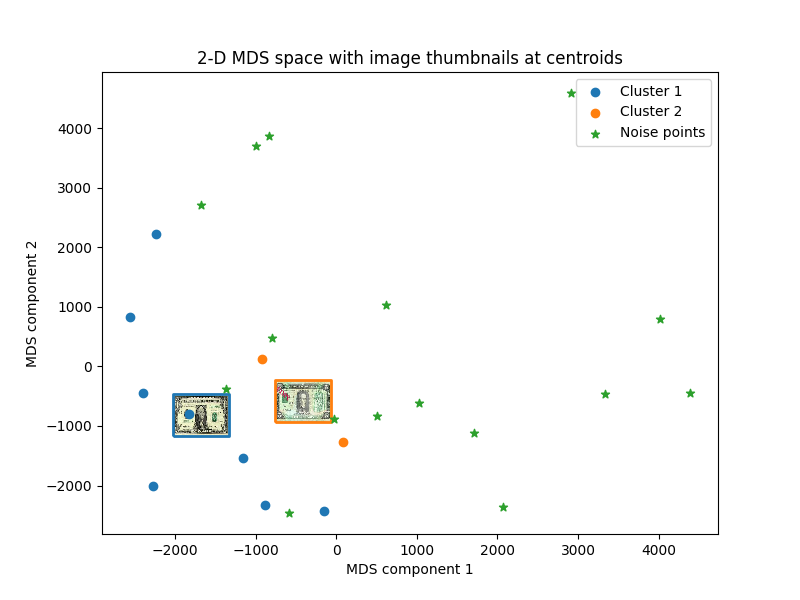 2-D MDS space with image thumbnails at centroids
Cluster 1
Cluster 2
Noise points
MDS component 2
4000
3000
2000
1000
0
−1000
−2000
−2000 −1000 0 1000 2000 3000 4000
MDS component 1